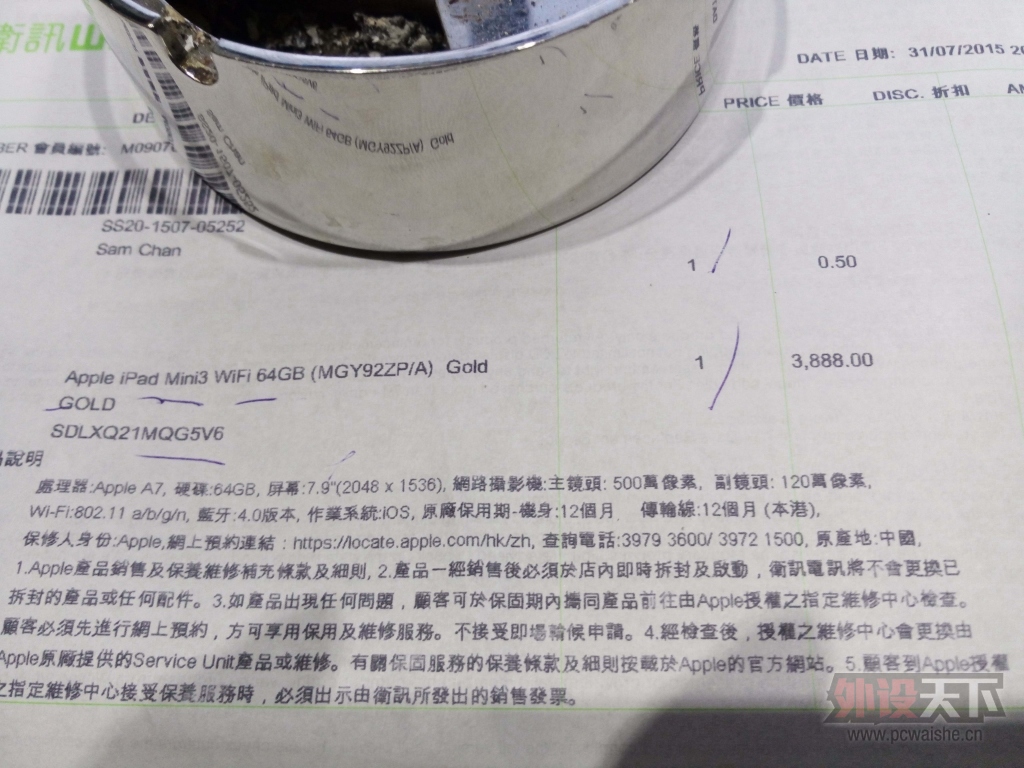 衛訊
DATE 日期: 31/07/2015 20
PRICE 價格 DISC. 折扣 AM
DE
BER 會員編號: M0907
SS20-1507-05252
Sam Chan
1 0.50
Apple iPad Mini3 WiFi 64GB (MGY92ZP/A) Gold 1 3,888.00
GOLD
SDLXQ21MQG5V6
說明
處理器:Apple A7, 硬碟:64GB, 屏幕:7.9"(2048 x 1536), 網路攝影機:主鏡頭: 500萬像素, 副鏡頭: 120萬像素,
Wi-Fi:802.11 a/b/g/n, 藍牙:4.0版本, 作業系統:iOS, 原廠保用期-機身:12個月 傳輸線:12個月 (本港),
保修人身份:Apple,網上預約連結 : https://locate.apple.com/hk/zh, 查詢電話:3979 3600/ 3972 1500, 原產地:中國,
1.Apple產品銷售及保養維修補充條款及細則, 2.產品一經銷售後必須於店內即時拆封及啟動，衛訊電訊將不會更換已
拆封的產品或任何配件。3.如產品出現任何問題，顧客可於保固期內攜同產品前往由Apple授權之指定維修中心檢查。
顧客必須先進行網上預約，方可享用保用及維修服務。不接受即場輪候申請。4.經檢查後，授權之維修中心會更換由
Apple原廠提供的Service Unit產品或維修。有關保固服務的保養條款及細則按載於Apple的官方網站。5.顧客到Apple授權
之指定維修中心接受保養服務時，必須出示由衛訊所發出的銷售發票。
外设天下
www.pcwaishe.cn